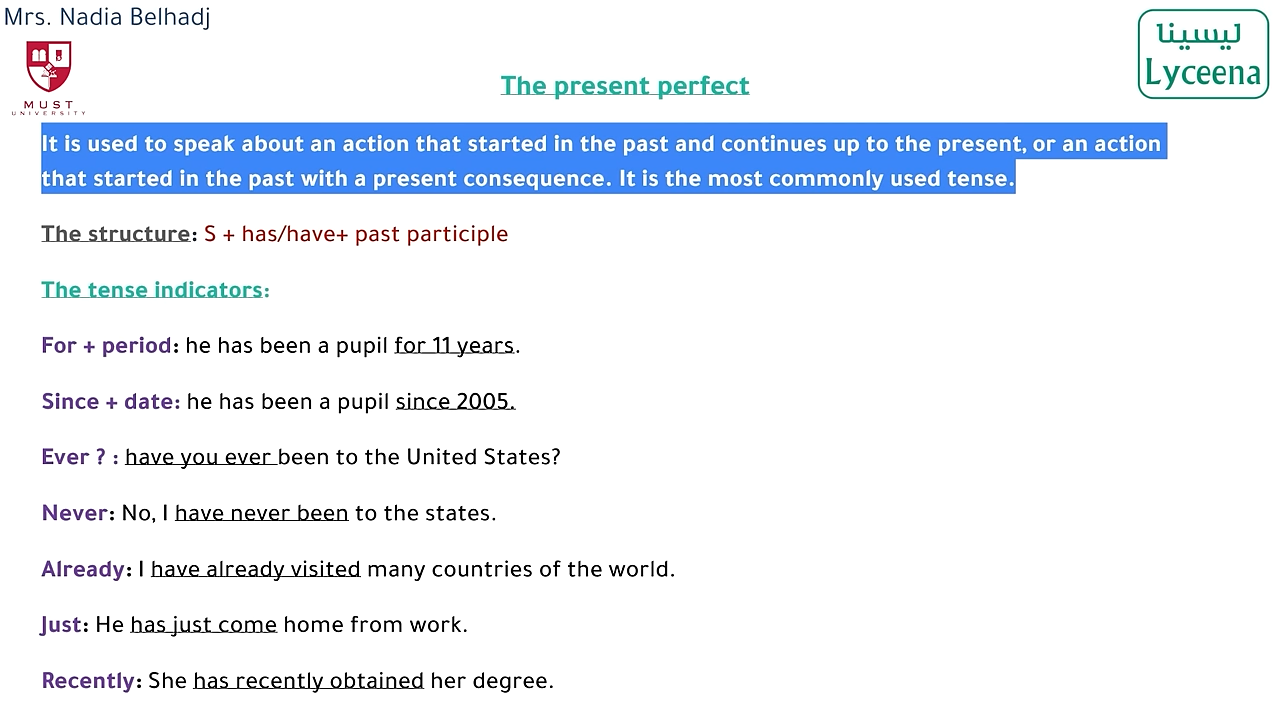 Mrs. Nadia Belhadj
MUST
UNIVERSITY
ليسينا
Lyceena
The present perfect
It is used to speak about an action that started in the past and continues up to the present, or an action
that started in the past with a present consequence. It is the most commonly used tense.
The structure: S + has/have+ past participle
The tense indicators:
For + period: he has been a pupil for 11 years.
Since + date: he has been a pupil since 2005.
Ever ? : have you ever been to the United States?
Never: No, I have never been to the states.
Already: I have already visited many countries of the world.
Just: He has just come home from work.
Recently: She has recently obtained her degree.